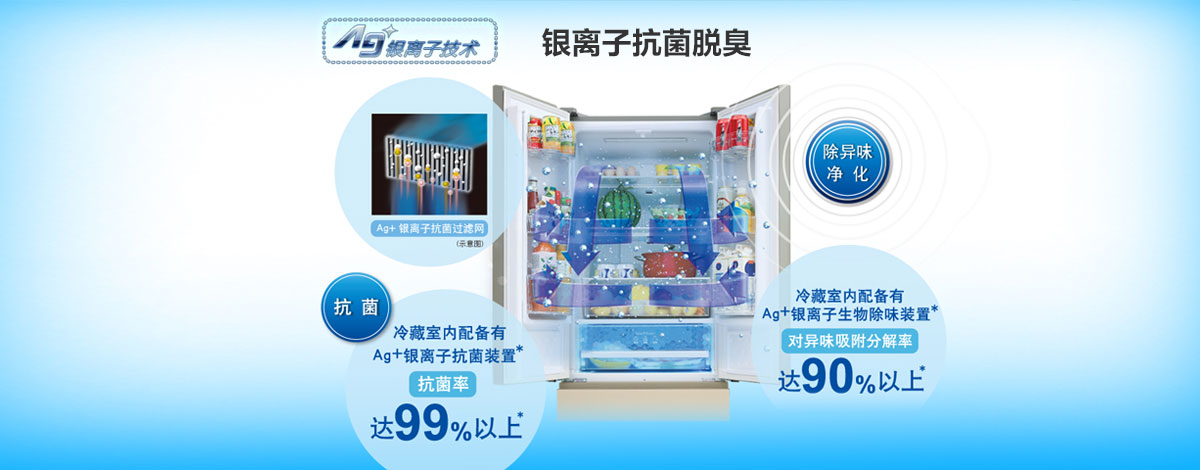 Ag+银离子技术
银离子抗菌脱臭
Ag+ 银离子抗菌过滤网
(示意图)
除异味
净 化
抗 菌
冷藏室内配备有
Ag+银离子抗菌装置*
抗菌率
达99%以上*
冷藏室内配备有
Ag+银离子生物除味装置*
对异味吸附分解率
达90%以上*